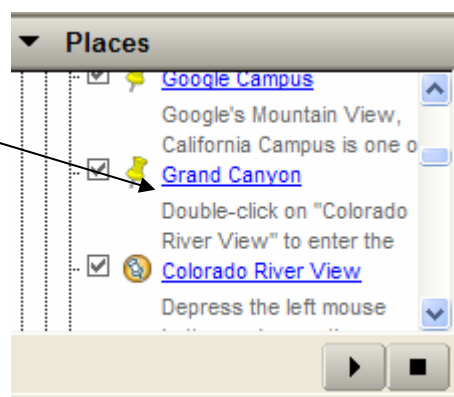 Places
Google Campus
Google's Mountain View,
California Campus is one o
Grand Canyon
Double-click on "Colorado
River View" to enter the
Colorado River View
Depress the left mouse